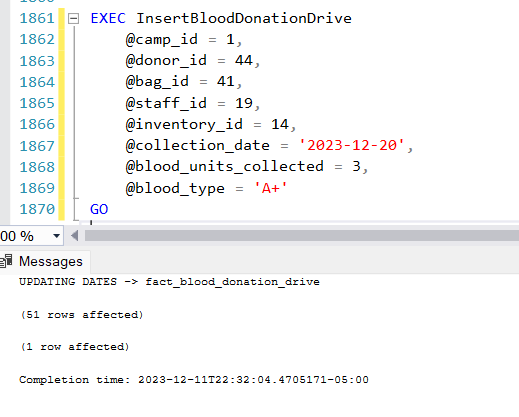 1861 EXEC InsertBloodDonationDrive
1862 @camp_id = 1,
1863 @donor_id = 44,
1864 @bag_id = 41,
1865 @staff_id = 19,
1866 @inventory_id = 14,
1867 @collection_date = '2023-12-20',
1868 @blood_units_collected = 3,
1869 @blood_type = 'A+'
1870 GO
00 %
Messages
UPDATING DATES -> fact_blood_donation_drive
(51 rows affected)
(1 row affected)
Completion time: 2023-12-11T22:32:04.4705171-05:00